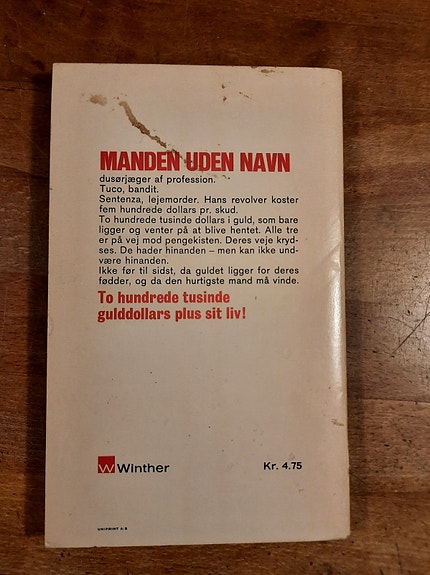 MANDEN UDEN NAVN
dusørjæger af profession.
Tuco, bandit.
Sentenza, lejemorder. Hans revolver koster
fem hundrede dollars pr. skud.
To hundrede tusinde dollars i guld, som bare
ligger og venter på at blive hentet. Alle tre
er på vej mod pengekisten. Deres veje kryd-
ses. De hader hinanden – men kan ikke und-
være hinanden.
Ikke før til sidst, da guldet ligger for deres
fødder, og da den hurtigste mand må vinde.
To hundrede tusinde
gulddollars plus sit liv!
W Winther
Kr. 4.75
UNIPRINT A/S